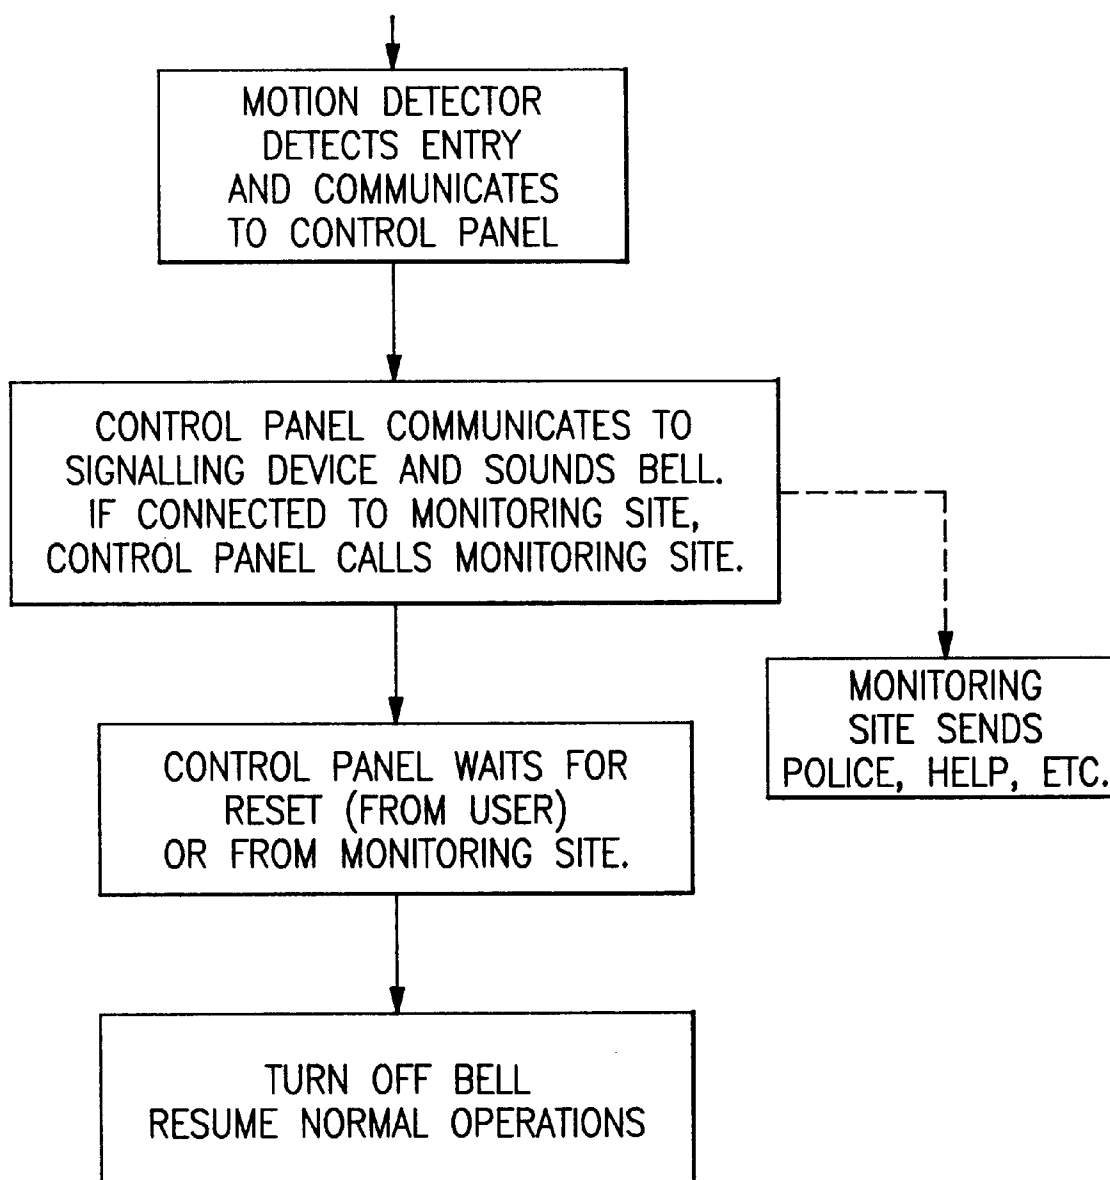 MOTION DETECTOR
DETECTS ENTRY
AND COMMUNICATES
TO CONTROL PANEL
CONTROL PANEL COMMUNICATES TO
SIGNALLING DEVICE AND SOUNDS BELL.
IF CONNECTED TO MONITORING SITE,
CONTROL PANEL CALLS MONITORING SITE.
MONITORING
SITE SENDS
POLICE, HELP, ETC.
CONTROL PANEL WAITS FOR
RESET (FROM USER)
OR FROM MONITORING SITE.
TURN OFF BELL
RESUME NORMAL OPERATIONS